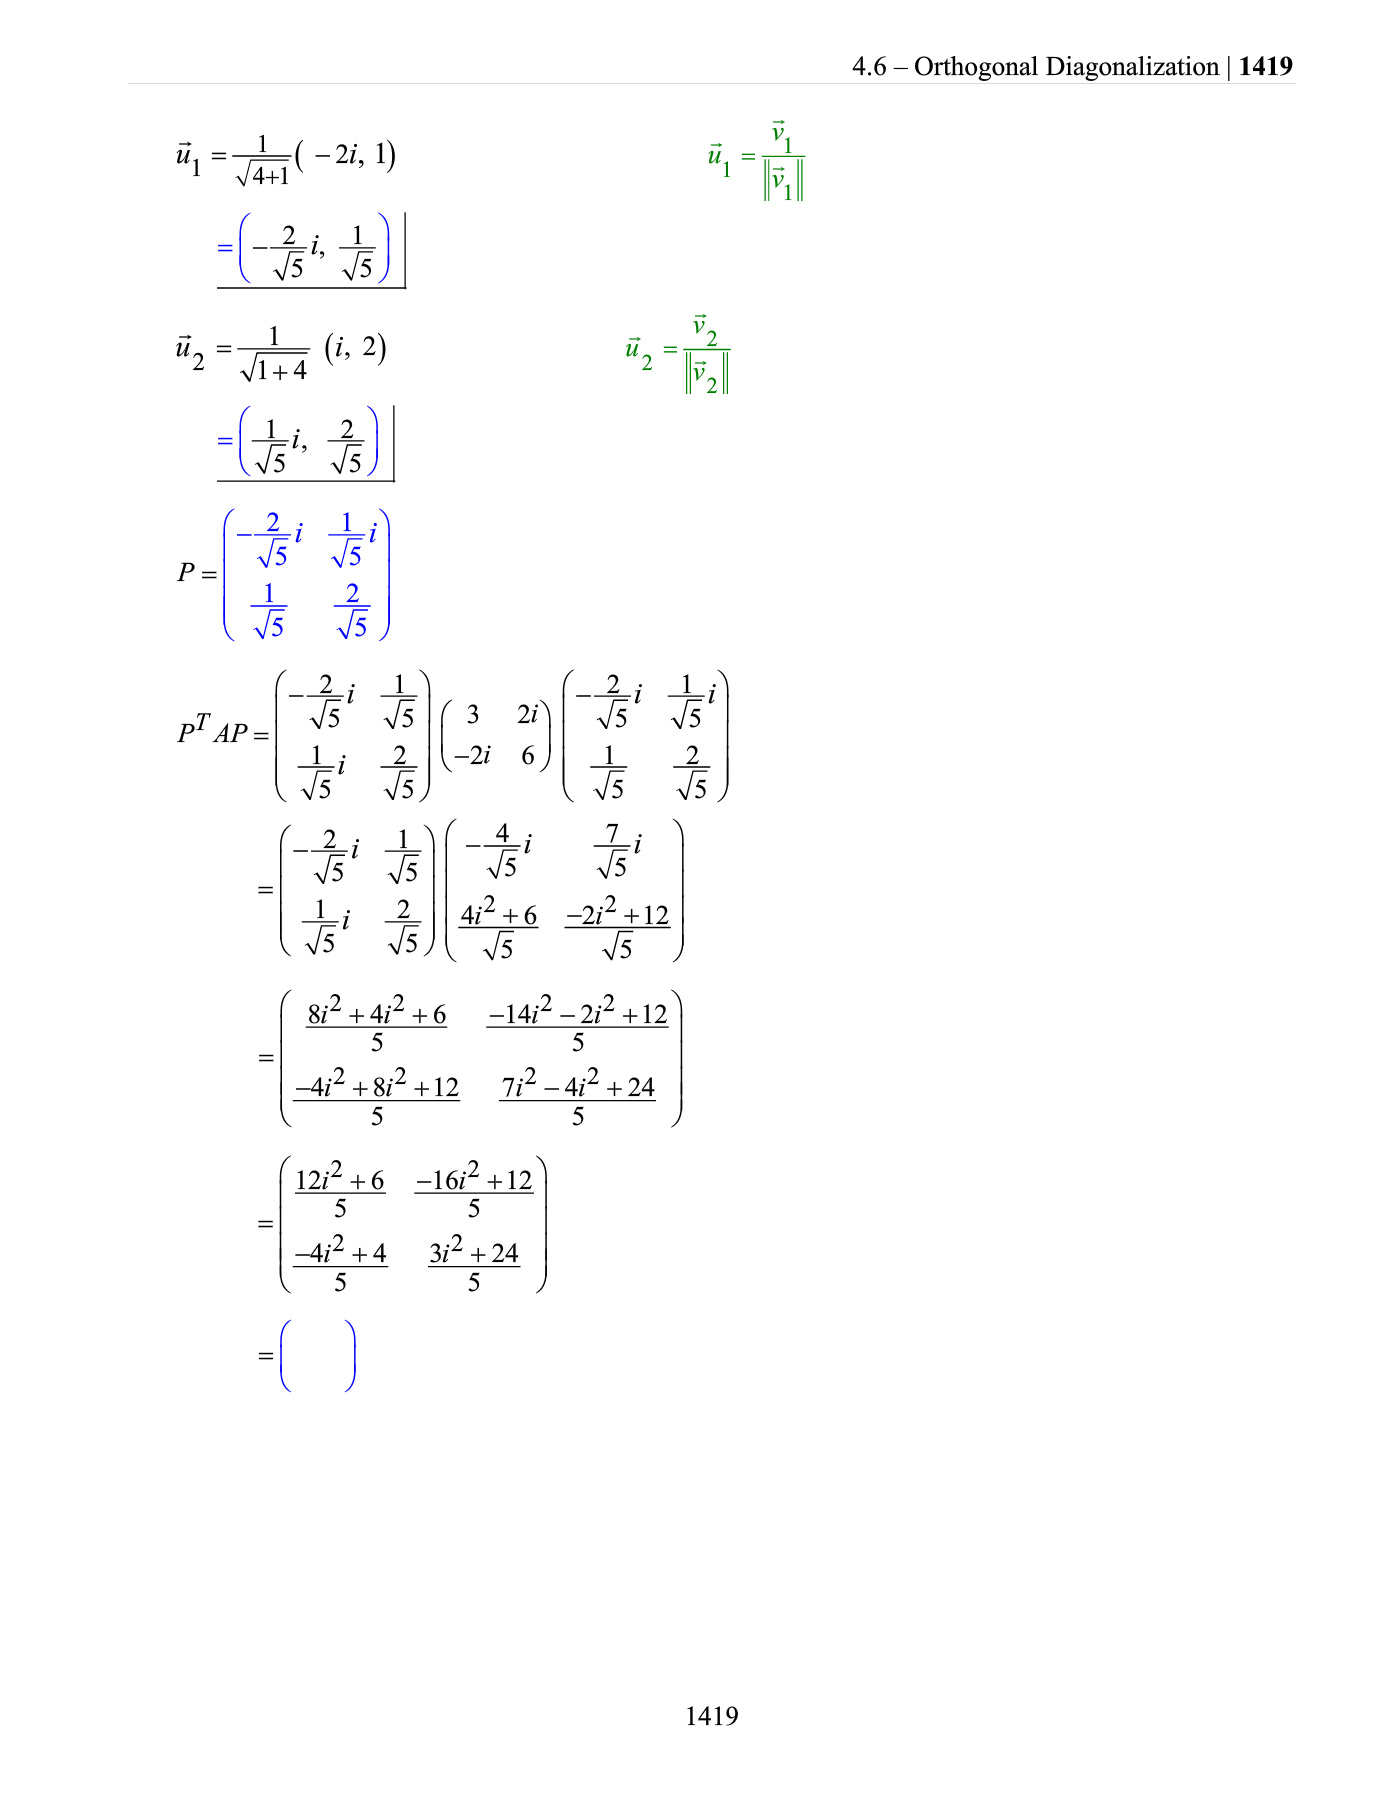 4.6 – Orthogonal Diagonalization | 1419
$\vec{u}_1 = \frac{1}{\sqrt{4+1}}(-2i, 1)$ $\vec{u}_1 = \frac{\vec{v}_1}{\|\vec{v}_1\|}$
$= \left(-\frac{2}{\sqrt{5}}i, \frac{1}{\sqrt{5}}\right)$
$\vec{u}_2 = \frac{1}{\sqrt{1+4}}(i, 2)$ $\vec{u}_2 = \frac{\vec{v}_2}{\|\vec{v}_2\|}$
$= \left(\frac{1}{\sqrt{5}}i, \frac{2}{\sqrt{5}}\right)$
$P = \begin{pmatrix} -\frac{2}{\sqrt{5}}i & \frac{1}{\sqrt{5}}i \\ \frac{1}{\sqrt{5}} & \frac{2}{\sqrt{5}} \end{pmatrix}$
$P^T AP = \begin{pmatrix} -\frac{2}{\sqrt{5}}i & \frac{1}{\sqrt{5}} \\ \frac{1}{\sqrt{5}}i & \frac{2}{\sqrt{5}} \end{pmatrix} \begin{pmatrix} 3 & 2i \\ -2i & 6 \end{pmatrix} \begin{pmatrix} -\frac{2}{\sqrt{5}}i & \frac{1}{\sqrt{5}}i \\ \frac{1}{\sqrt{5}} & \frac{2}{\sqrt{5}} \end{pmatrix}$
$= \begin{pmatrix} -\frac{2}{\sqrt{5}}i & \frac{1}{\sqrt{5}} \\ \frac{1}{\sqrt{5}}i & \frac{2}{\sqrt{5}} \end{pmatrix} \begin{pmatrix} -\frac{4}{\sqrt{5}}i & \frac{7}{\sqrt{5}}i \\ \frac{4i^2+6}{\sqrt{5}} & \frac{-2i^2+12}{\sqrt{5}} \end{pmatrix}$
$= \begin{pmatrix} \frac{8i^2+4i^2+6}{5} & \frac{-14i^2-2i^2+12}{5} \\ \frac{-4i^2+8i^2+12}{5} & \frac{7i^2-4i^2+24}{5} \end{pmatrix}$
$= \begin{pmatrix} \frac{12i^2+6}{5} & \frac{-16i^2+12}{5} \\ \frac{-4i^2+4}{5} & \frac{3i^2+24}{5} \end{pmatrix}$
$= \begin{pmatrix} & \end{pmatrix}$
1419